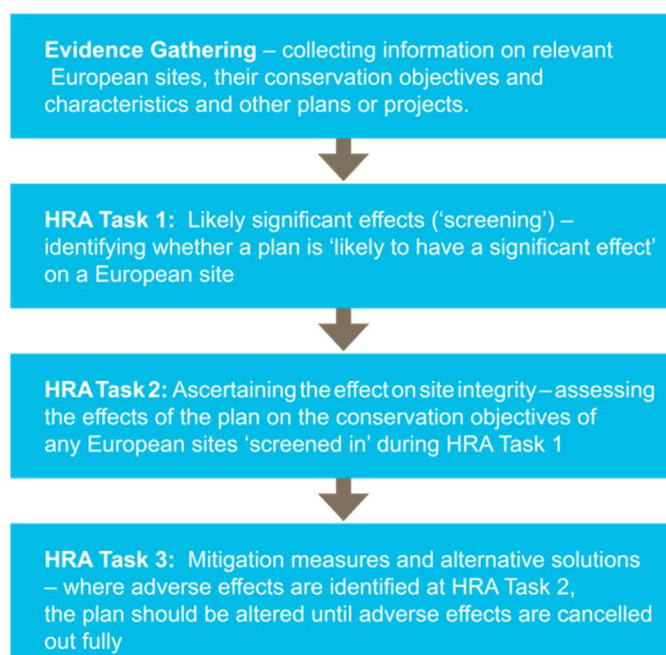 Evidence Gathering – collecting information on relevant
European sites, their conservation objectives and
characteristics and other plans or projects.
HRA Task 1: Likely significant effects (‘screening’) –
identifying whether a plan is ‘likely to have a significant effect’
on a European site
HRA Task 2: Ascertaining the effect on site integrity – assessing
the effects of the plan on the conservation objectives of
any European sites ‘screened in’ during HRA Task 1
HRA Task 3: Mitigation measures and alternative solutions
– where adverse effects are identified at HRA Task 2,
the plan should be altered until adverse effects are cancelled
out fully